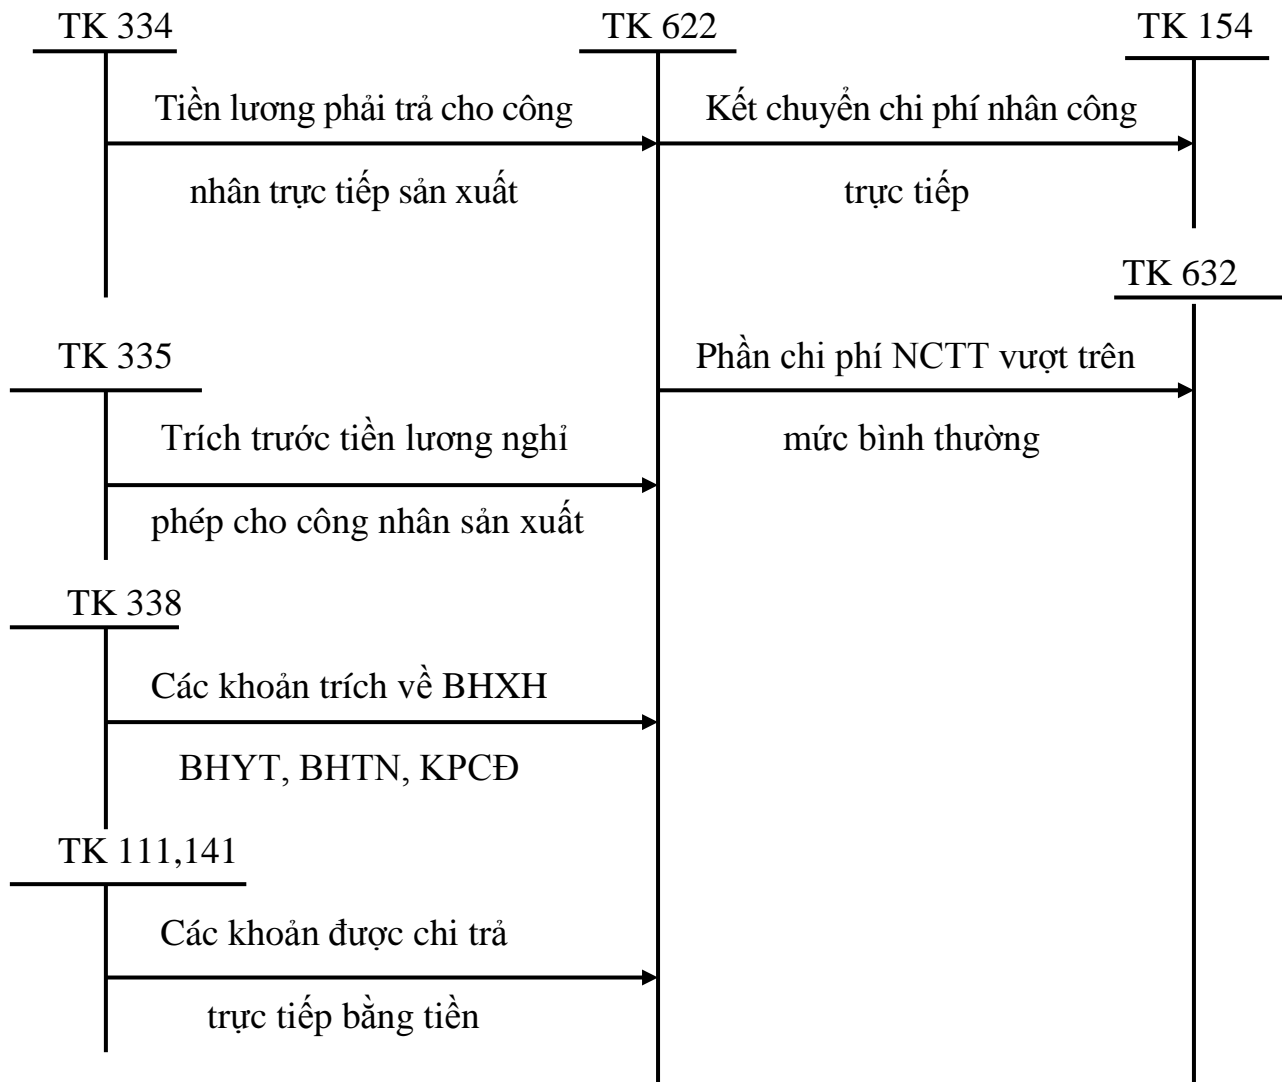 TK 334
TK 622
TK 154
Tiền lương phải trả cho công
Kết chuyển chi phí nhân công
nhân trực tiếp sản xuất
trực tiếp
TK 632
TK 335
Phần chi phí NCTT vượt trên
Trích trước tiền lương nghỉ
mức bình thường
phép cho công nhân sản xuất
TK 338
Các khoản trích về BHXH
BHYT, BHTN, KPCĐ
TK 111,141
Các khoản được chi trả
trực tiếp bằng tiền